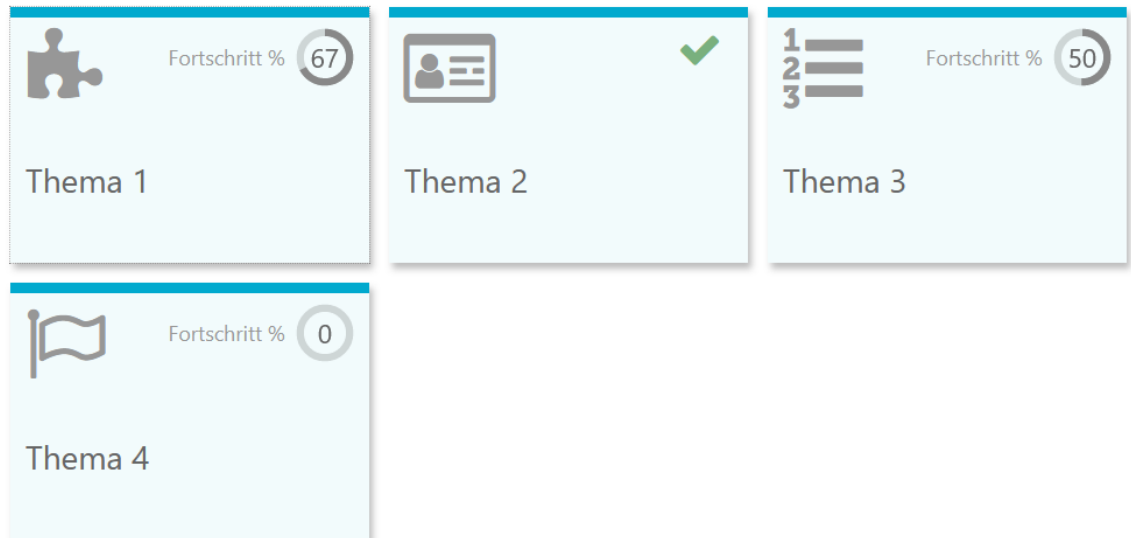 Fortschritt % 67
Thema 1
Thema 2
1
2
3
Fortschritt % 50
Thema 3
Fortschritt % 0
Thema 4